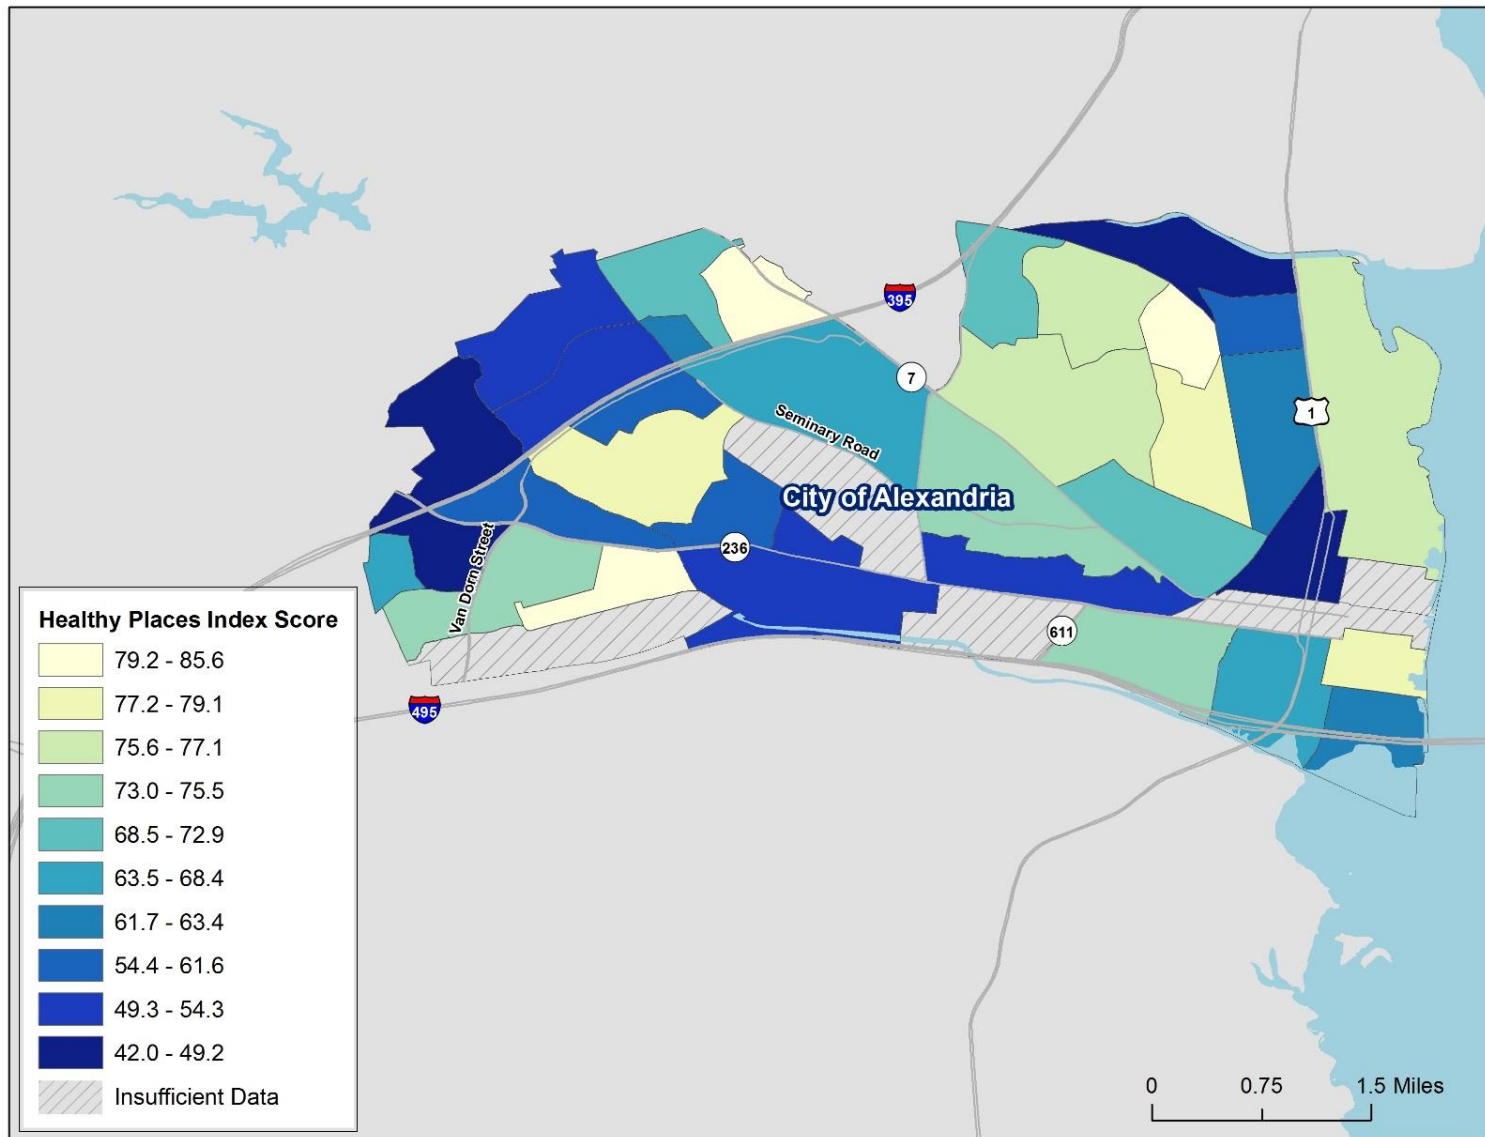 395
7
1
Seminary Road
City of Alexandria
236
Van Dorn Street
611
495
Healthy Places Index Score
79.2 - 85.6
77.2 - 79.1
75.6 - 77.1
73.0 - 75.5
68.5 - 72.9
63.5 - 68.4
61.7 - 63.4
54.4 - 61.6
49.3 - 54.3
42.0 - 49.2
Insufficient Data
0 0.75 1.5 Miles